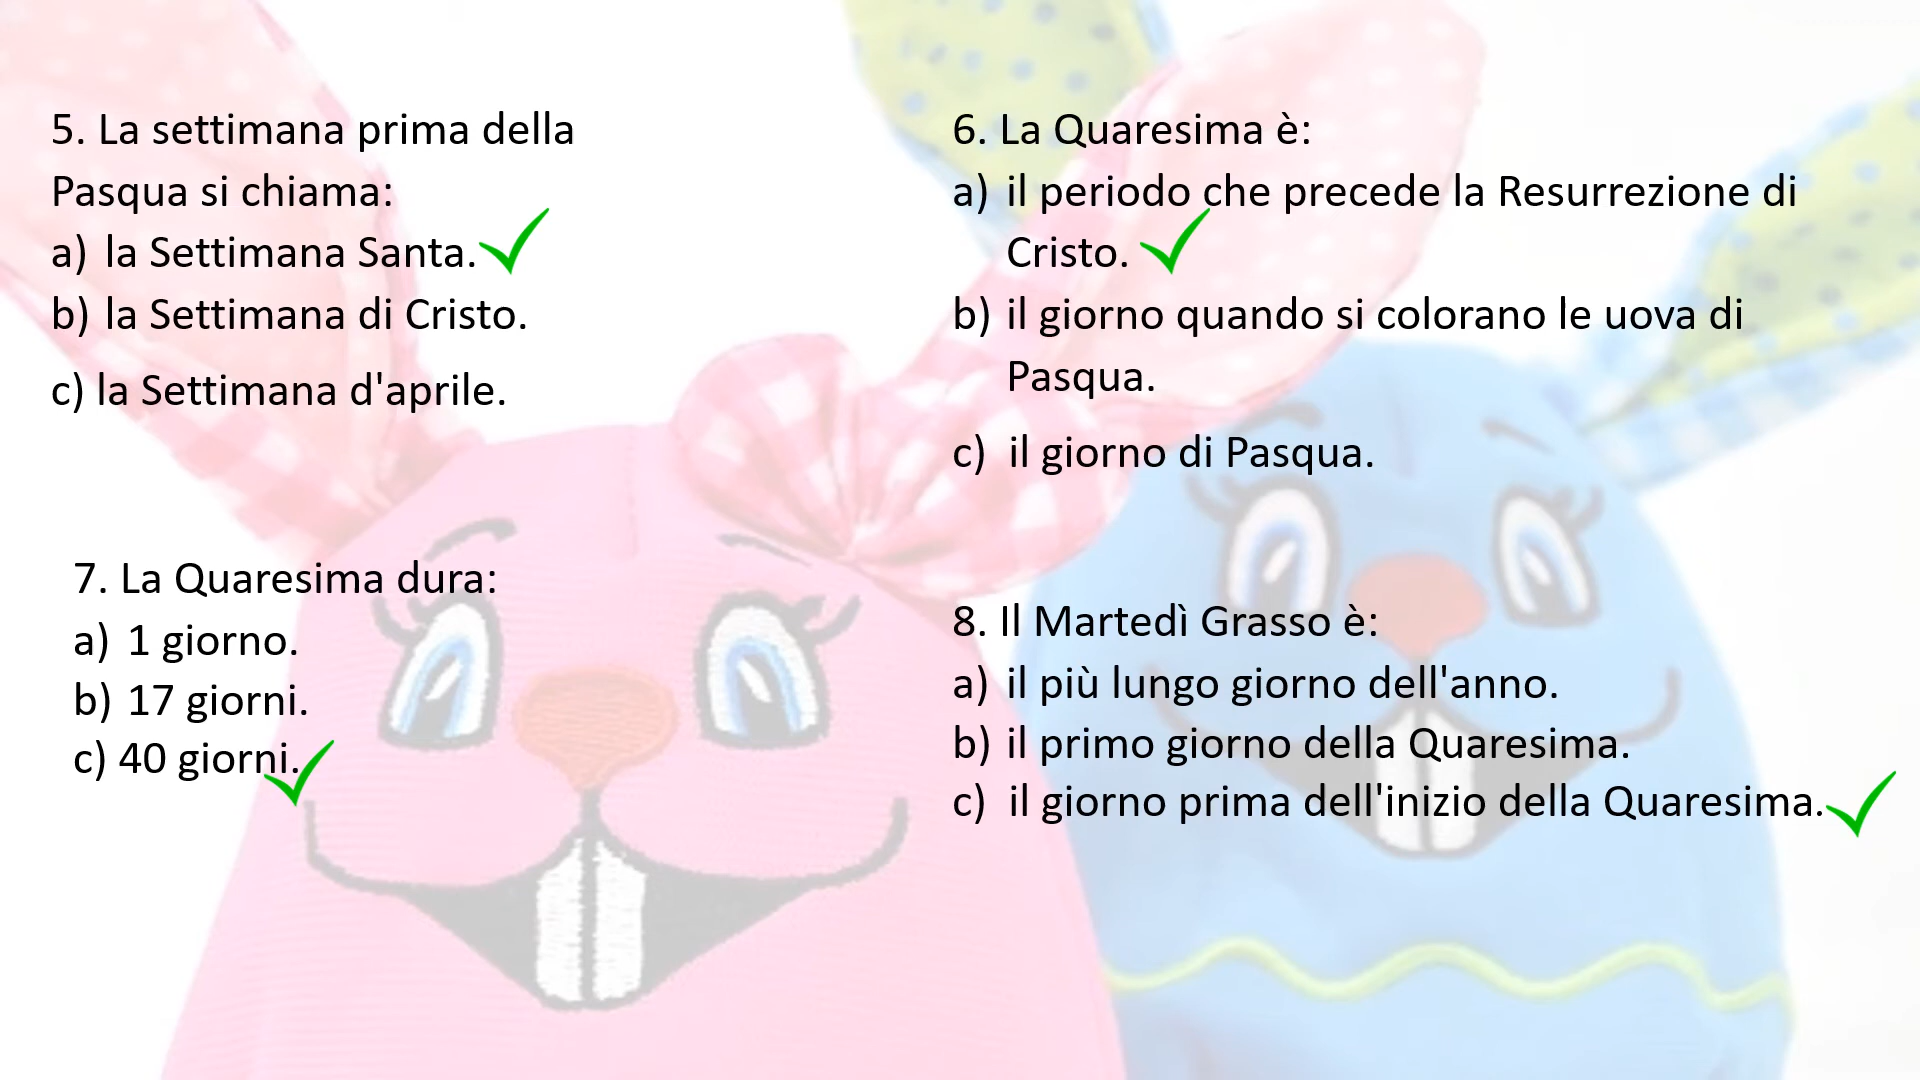 5. La settimana prima della
Pasqua si chiama:
a) la Settimana Santa.
b) la Settimana di Cristo.
c) la Settimana d'aprile.
6. La Quaresima è:
a) il periodo che precede la Resurrezione di
Cristo.
b) il giorno quando si colorano le uova di
Pasqua.
c) il giorno di Pasqua.
7. La Quaresima dura:
a) 1 giorno.
b) 17 giorni.
c) 40 giorni.
8. Il Martedì Grasso è:
a) il più lungo giorno dell'anno.
b) il primo giorno della Quaresima.
c) il giorno prima dell'inizio della Quaresima.